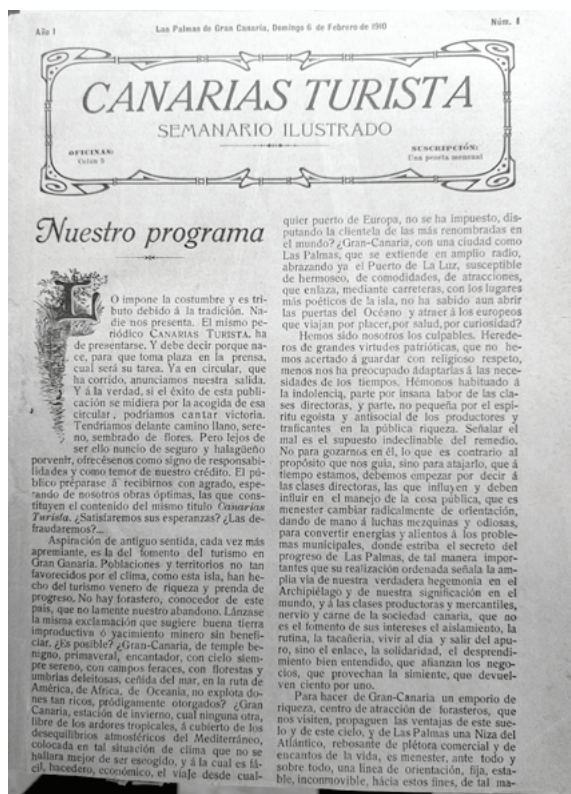 Año I
Las Palmas de Gran Canaria, Domingo 6 de Febrero de 1910
Núm. 1
CANARIAS TURISTA
SEMANARIO ILUSTRADO
OFICINAS:
Colón 5
SUSCRIPCIÓN:
Una peseta mensual
Nuestro programa
LO impone la costumbre y es tri-
buto debido á la tradición. Na-
die nos presenta. El mismo pe-
riódico CANARIAS TURISTA, ha
de presentarse. Y debe decir porque na-
ce, para que toma plaza en la prensa,
cual será su tarea. Ya en circular, que
ha corrido, anunciamos nuestra salida.
Y á la verdad, si el éxito de esta publi-
cación se midiera por la acogida de esa
circular, podríamos cantar victoria.
Tendríamos delante camino llano, sere-
no, sembrado de flores. Pero lejos de
ser ello nuncio de seguro y halagüeño
porvenir, ofrecésenos como signo de responsabi-
lidades y como temor de nuestro crédito. El pú-
blico prepárase á recibirnos con agrado, espe-
rando de nosotros obras óptimas, las que cons-
tituyen el contenido del mismo título Canarias
Turista. ¿Satisfaremos sus esperanzas? ¿Las de-
fraudaremos?...
Aspiración de antiguo sentida, cada vez más
apremiante, es la del fomento del turismo en
Gran Canaria. Poblaciones y territorios no tan
favorecidos por el clima, como esta isla, han he-
cho del turismo venero de riqueza y prenda de
progreso. No hay forastero, conocedor de este
país, que no lamente nuestro abandono. Lánzase
la misma exclamación que sugiere buena tierra
improductiva ó yacimiento minero sin benefi-
ciar. ¿Es posible? ¿Gran-Canaria, de temple be-
nigno, primaveral, encantador, con cielo siem-
pre sereno, con campos feraces, con florestas y
umbrías deleitosas, ceñida del mar, en la ruta de
América, de Africa, de Oceania, no explota do-
nes tan ricos, pródigamente otorgados? ¿Gran
Canaria, estación de invierno, cual ninguna otra,
libre de los ardores tropicales, á cubierto de los
desequilibrios atmosféricos del Mediterráneo,
colocada en tal situación de clima que no se
hallara mejor de ser escogido, y á la cual es fá-
cil, hacedero, económico, el viaje desde cual-
quier puerto de Europa, no se ha impuesto, dis-
putando la clientela de las más renombradas en
el mundo? ¿Gran-Canaria, con una ciudad como
Las Palmas, que se extiende en amplio radio,
abrazando ya el Puerto de La Luz, susceptible
de hermoseo, de comodidades, de atracciones,
que enlaza, mediante carreteras, con los lugares
más poéticos de la isla, no ha sabido aun abrir
las puertas del Océano y atraer á los europeos
que viajan por placer, por salud, por curiosidad?
Hemos sido nosotros los culpables. Herede-
ros de grandes virtudes patrióticas, que no he-
mos acertado á guardar con religioso respeto,
menos nos ha preocupado adaptarlas á las nece-
sidades de los tiempos. Hémonos habituado á
la indolencia, parte por insana labor de las cla-
ses directoras, y parte, no pequeña por el espí-
ritu egoista y antisocial de los productores y
traficantes en la pública riqueza. Señalar el
mal es el supuesto indeclinable del remedio.
No para gozarnos en él, lo que es contrario al
propósito que nos guia, sino para atajarlo, que á
tiempo estamos, debemos empezar por decir á
las clases directoras, las que influyen y deben
influir en el manejo de la cosa pública, que es
menester cambiar radicalmente de orientación,
dando de mano á luchas mezquinas y odiosas,
para convertir energías y alientos á los proble-
mas municipales, donde estriba el secreto del
progreso de Las Palmas, de tal manera impor-
tantes que su realización ordenada señala la am-
plia vía de nuestra verdadera hegemonía en el
Archipiélago y de nuestra significación en el
mundo, y á las clases productoras y mercantiles,
nervio y carne de la sociedad canaria, que no
es el fomento de sus intereses el aislamiento, la
rutina, la tacañería, vivir al dia y salir del apu-
ro, sino el enlace, la solidaridad, el desprendi-
miento bien entendido, que afianzan los nego-
cios, que provechan la simiente, que devuel-
ven ciento por uno.
Para hacer de Gran-Canaria un emporio de
riqueza, centro de atracción de forasteros, que
nos visiten, propaguen las ventajas de este sue-
lo y de este cielo, y de Las Palmas una Niza del
Atlántico, rebosante de plétora comercial y de
encantos de la vida, es menester, ante todo y
sobre todo, una linea de orientación, fija, esta-
ble, inconmovible, hácia estos fines, de tal ma-